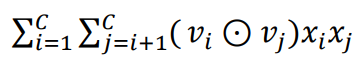 ∑_{i=1}^{C} ∑_{j=i+1}^{C} (v_i ⊙ v_j) x_i x_j